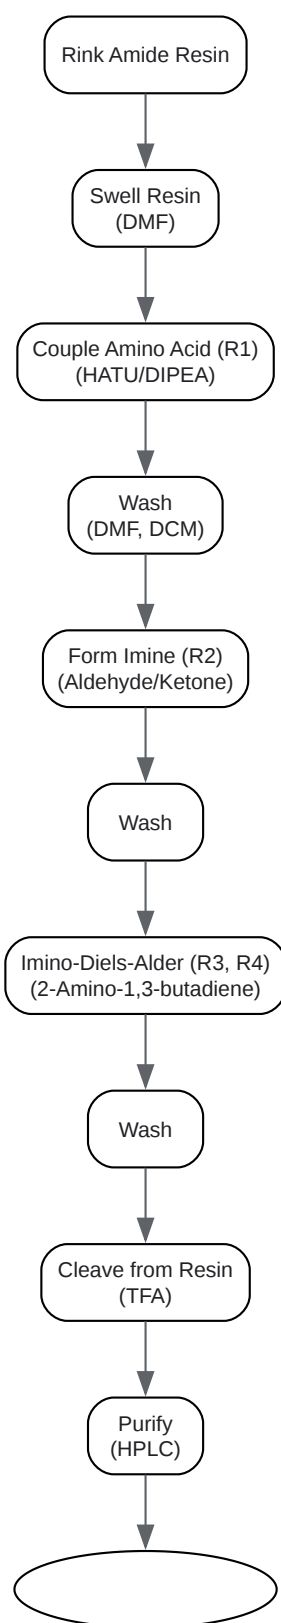 Rink Amide Resin
Swell Resin
(DMF)
Couple Amino Acid (R1)
(HATU/DIPEA)
Wash
(DMF, DCM)
Form Imine (R2)
(Aldehyde/Ketone)
Wash
Imino-Diels-Alder (R3, R4)
(2-Amino-1,3-butadiene)
Wash
Cleave from Resin
(TFA)
Purify
(HPLC)